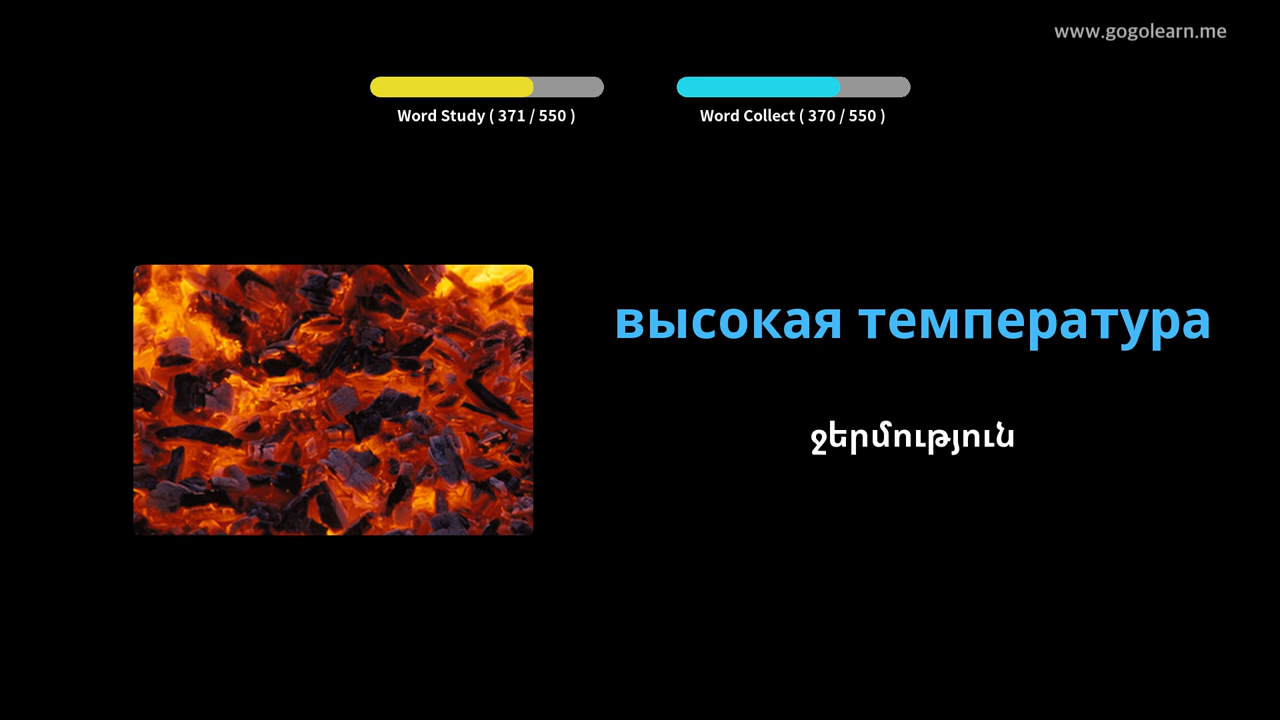 www.gogolearn.me
Word Study ( 371 / 550 )
Word Collect ( 370 / 550 )
высокая температура
ջերմություն